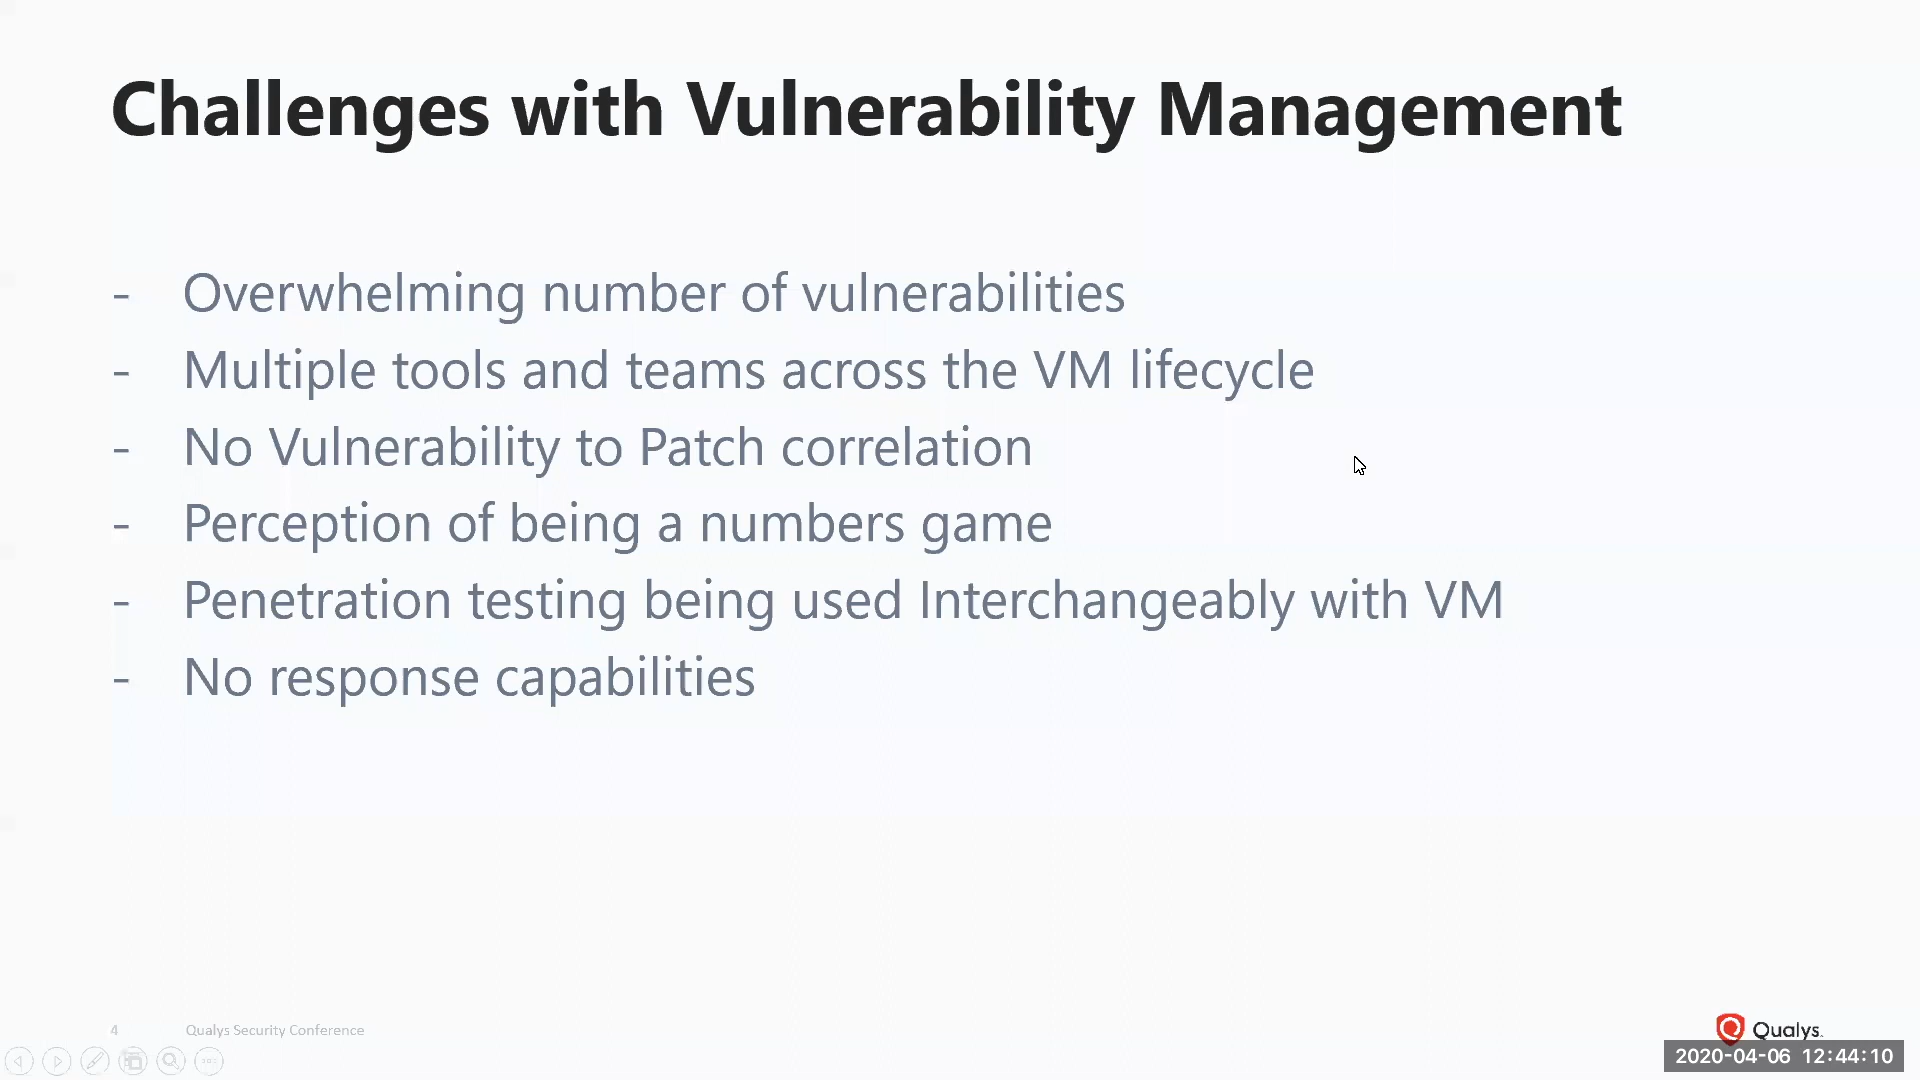 Challenges with Vulnerability Management
- Overwhelming number of vulnerabilities
- Multiple tools and teams across the VM lifecycle
- No Vulnerability to Patch correlation
- Perception of being a numbers game
- Penetration testing being used Interchangeably with VM
- No response capabilities
4 Qualys Security Conference
Qualys.
2020-04-06 12:44:10